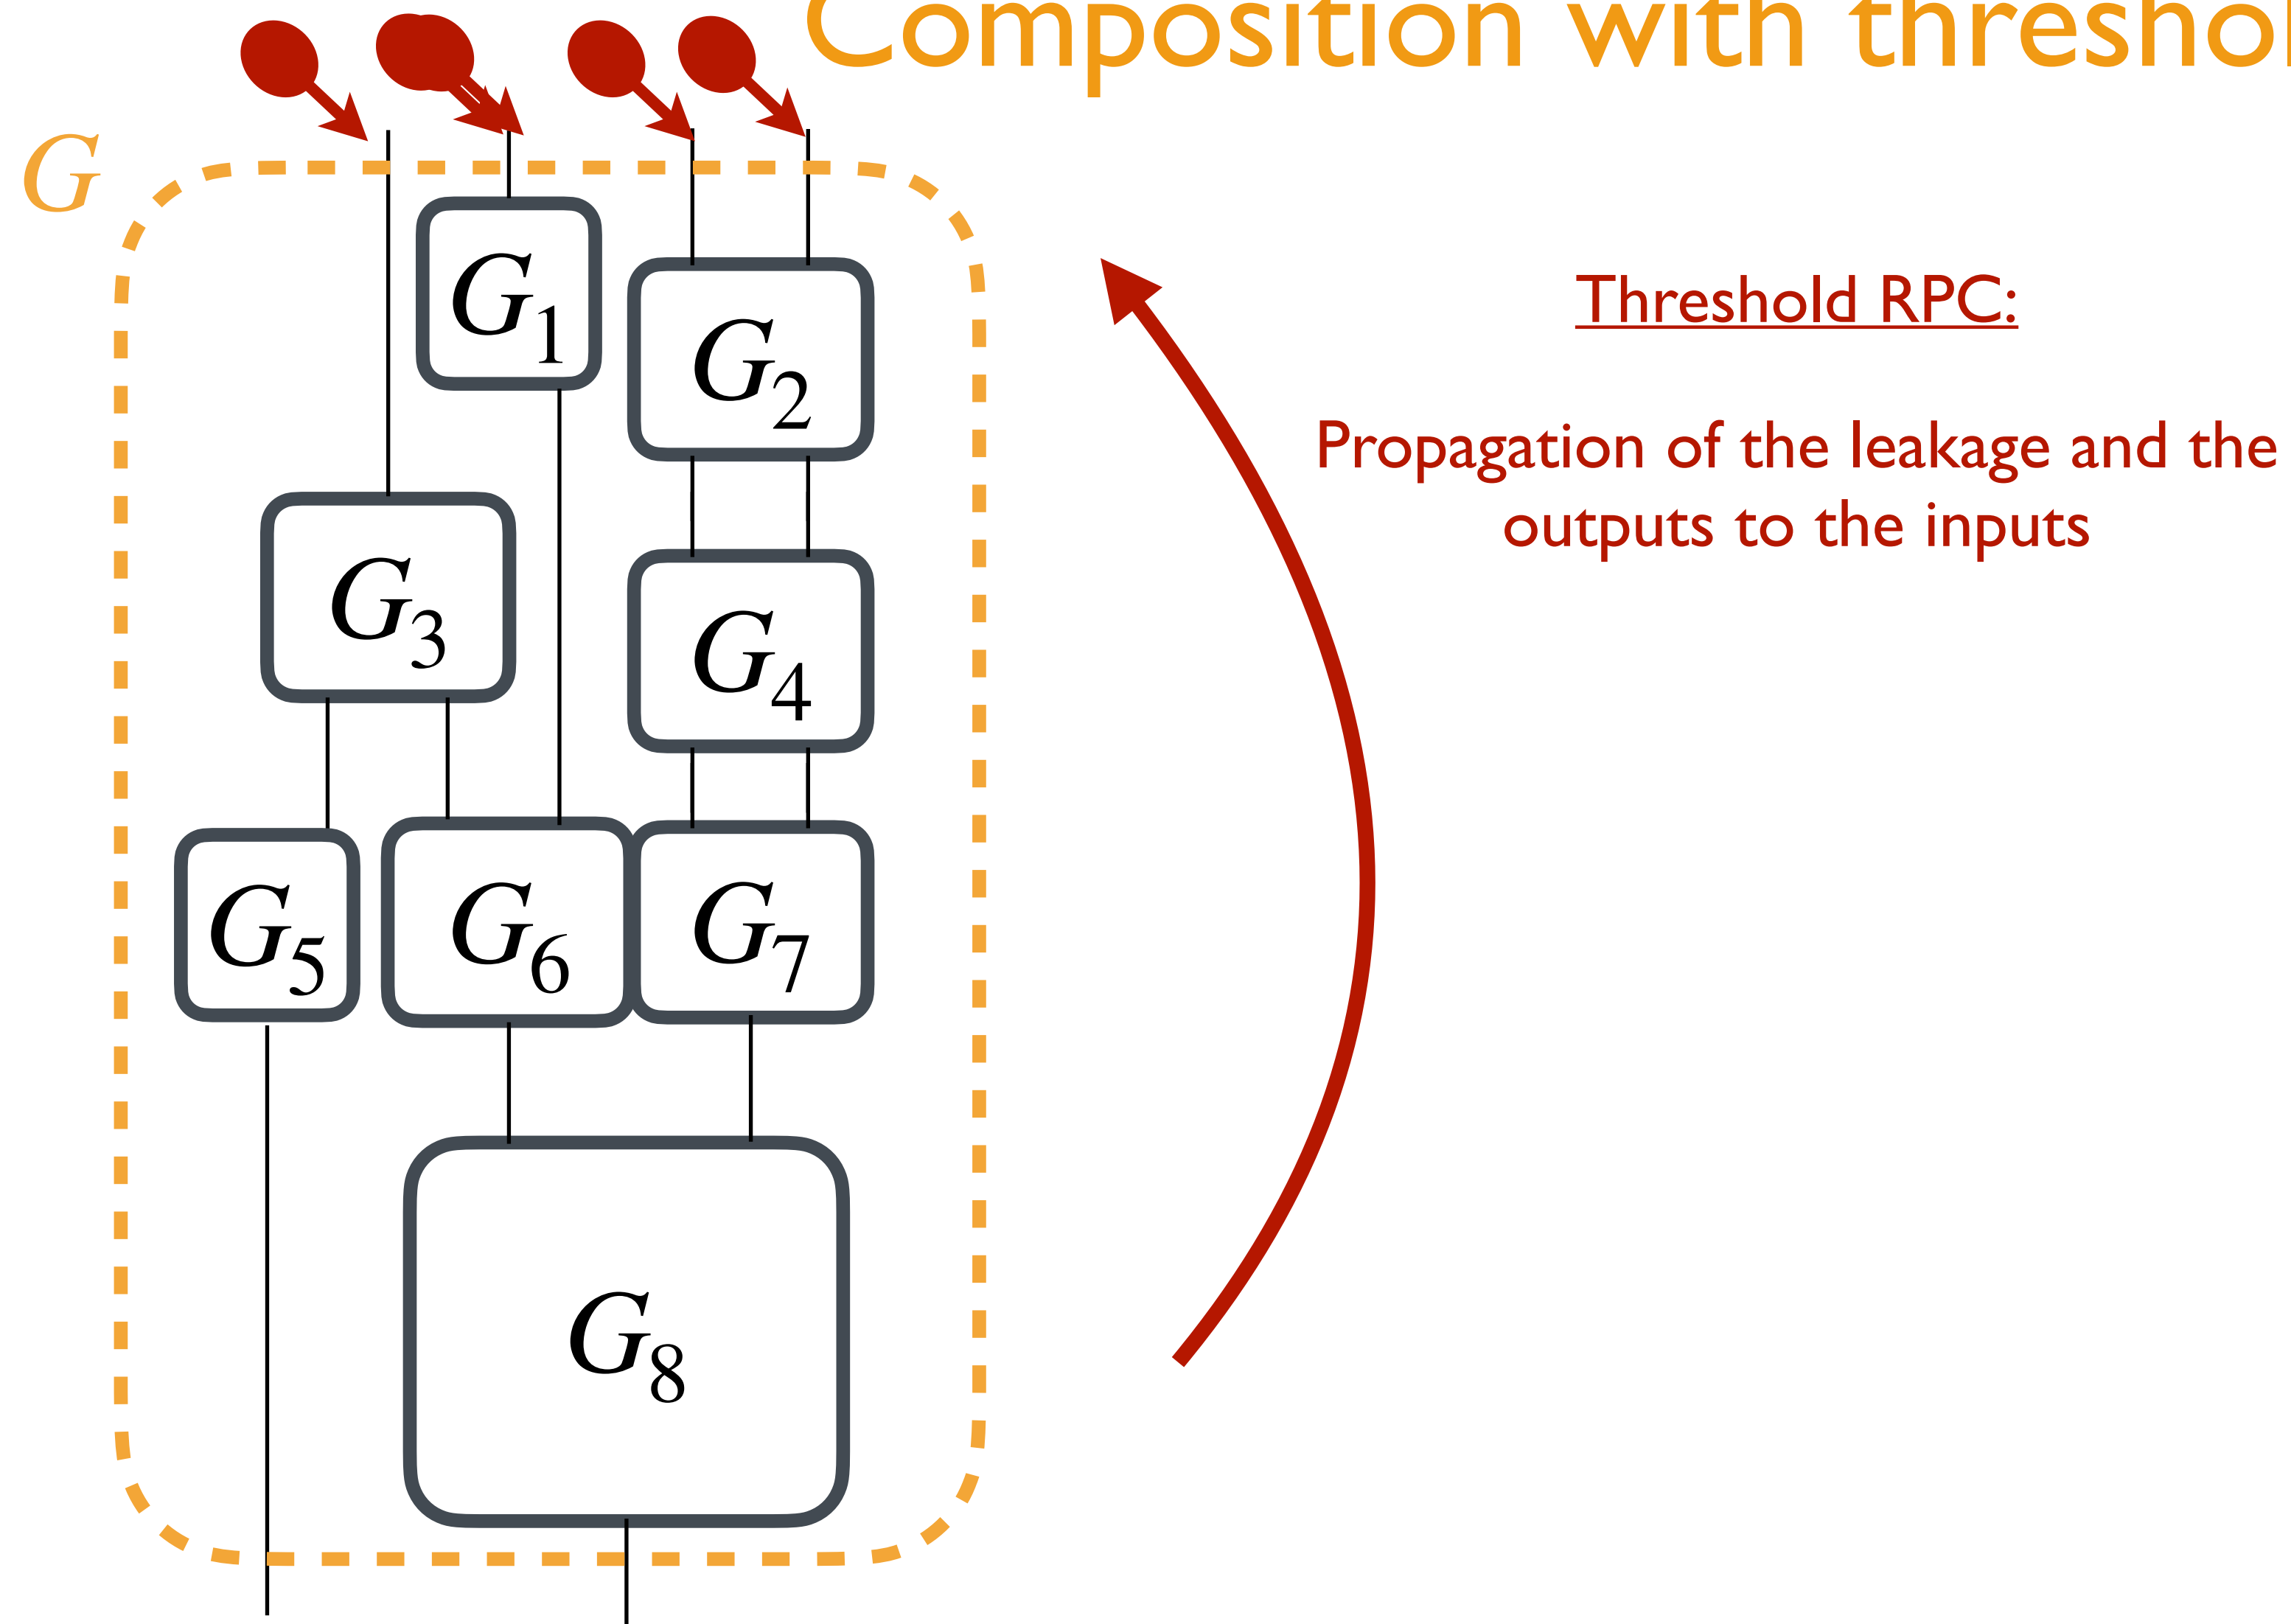 Composition with
G
G1
G2
G3
G4
G5
G6
G7
G8
Threshold RPC:
Propagation of the leakage and the
outputs to the inputs